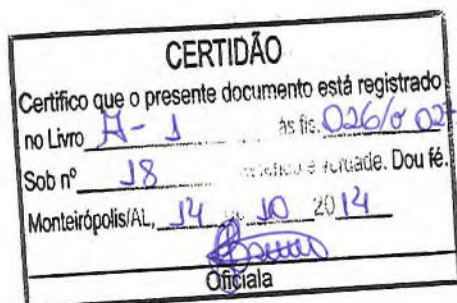 CERTIDÃO
Certifico que o presente documento está registrado
no Livro A- 1 às fls. 026/o 027
Sob nº 18 é verdade. Dou fé.
Monteirópolis/AL, 14 de 10 2014
Oficiala